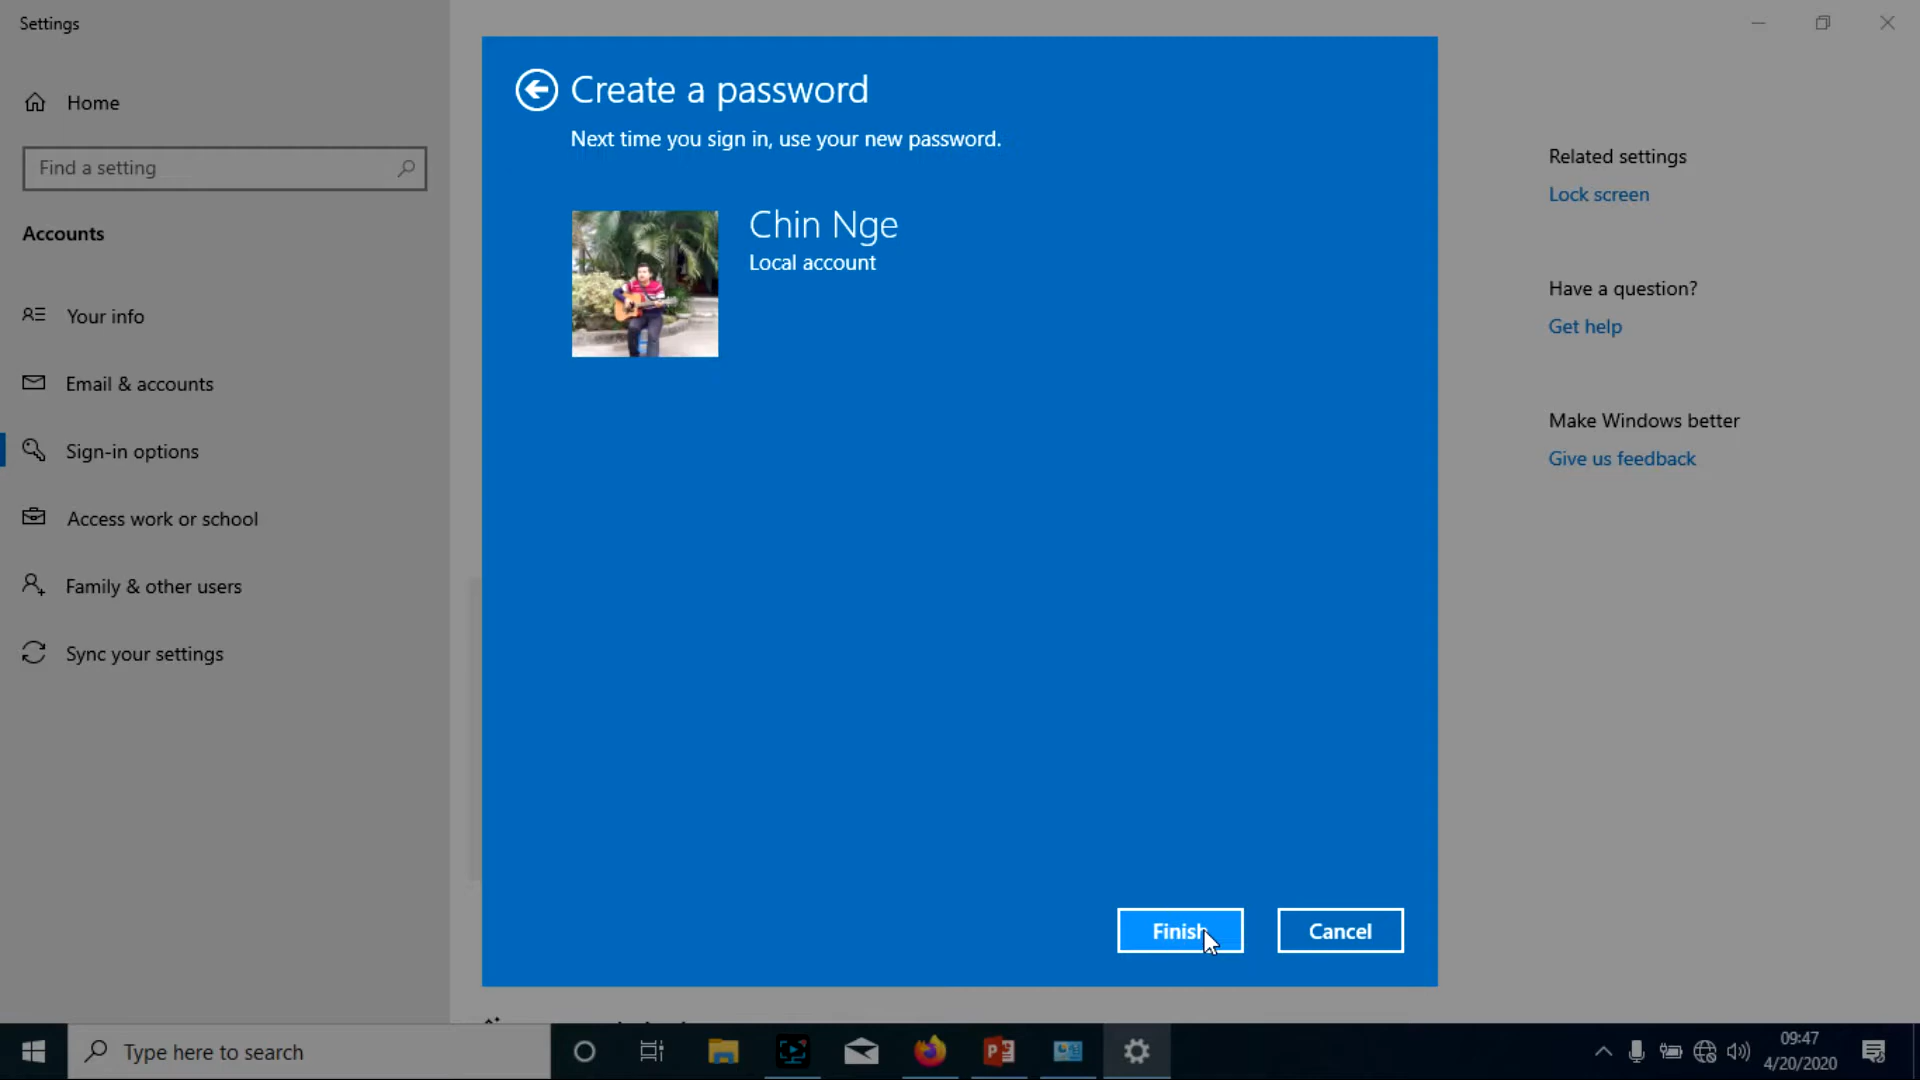 Settings
Home
Find a setting
Accounts
Your info
Email & accounts
Sign-in options
Access work or school
Family & other users
Sync your settings
Create a password
Next time you sign in, use your new password.
Chin Nge
Local account
Finish
Cancel
Related settings
Lock screen
Have a question?
Get help
Make Windows better
Give us feedback
Type here to search
09:47
4/20/2020